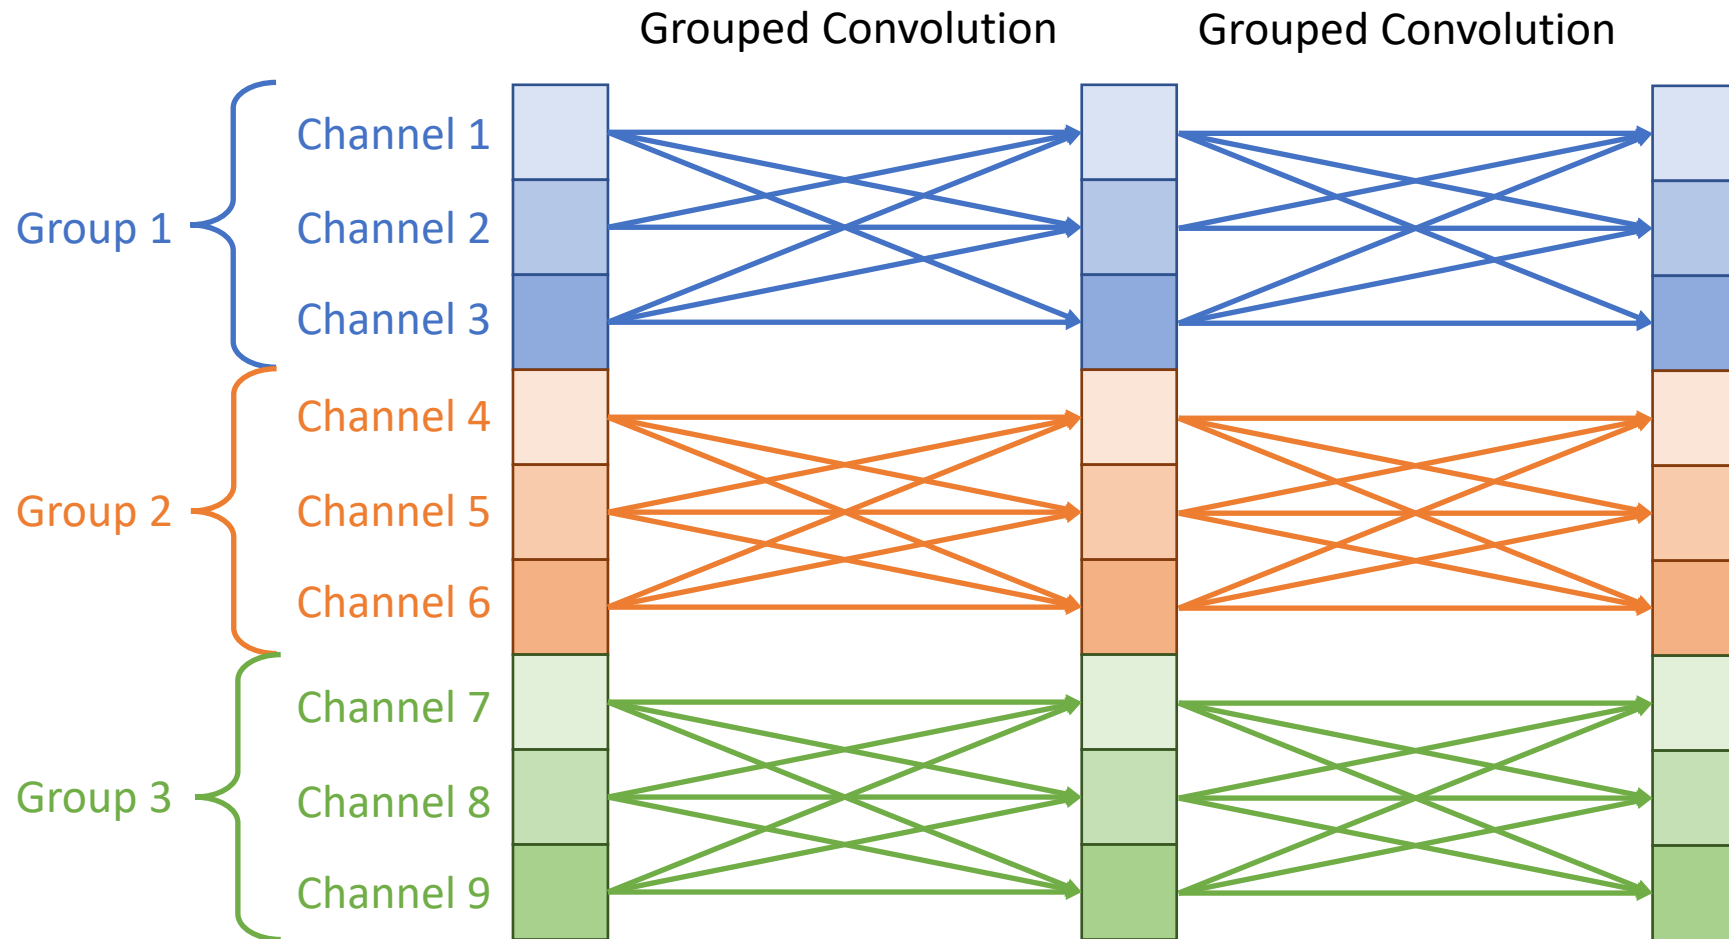 Grouped Convolution
Grouped Convolution
Channel 1
Group 1
Channel 2
Channel 3
Channel 4
Group 2
Channel 5
Channel 6
Channel 7
Group 3
Channel 8
Channel 9